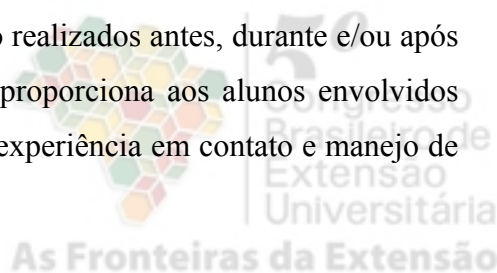 realizados antes, durante e/ou após
proporciona aos alunos envolvidos
experiência em contato e manejo de
5º
Congresso
Brasileiro de
Extensão
Universitária
As Fronteiras da Extensão